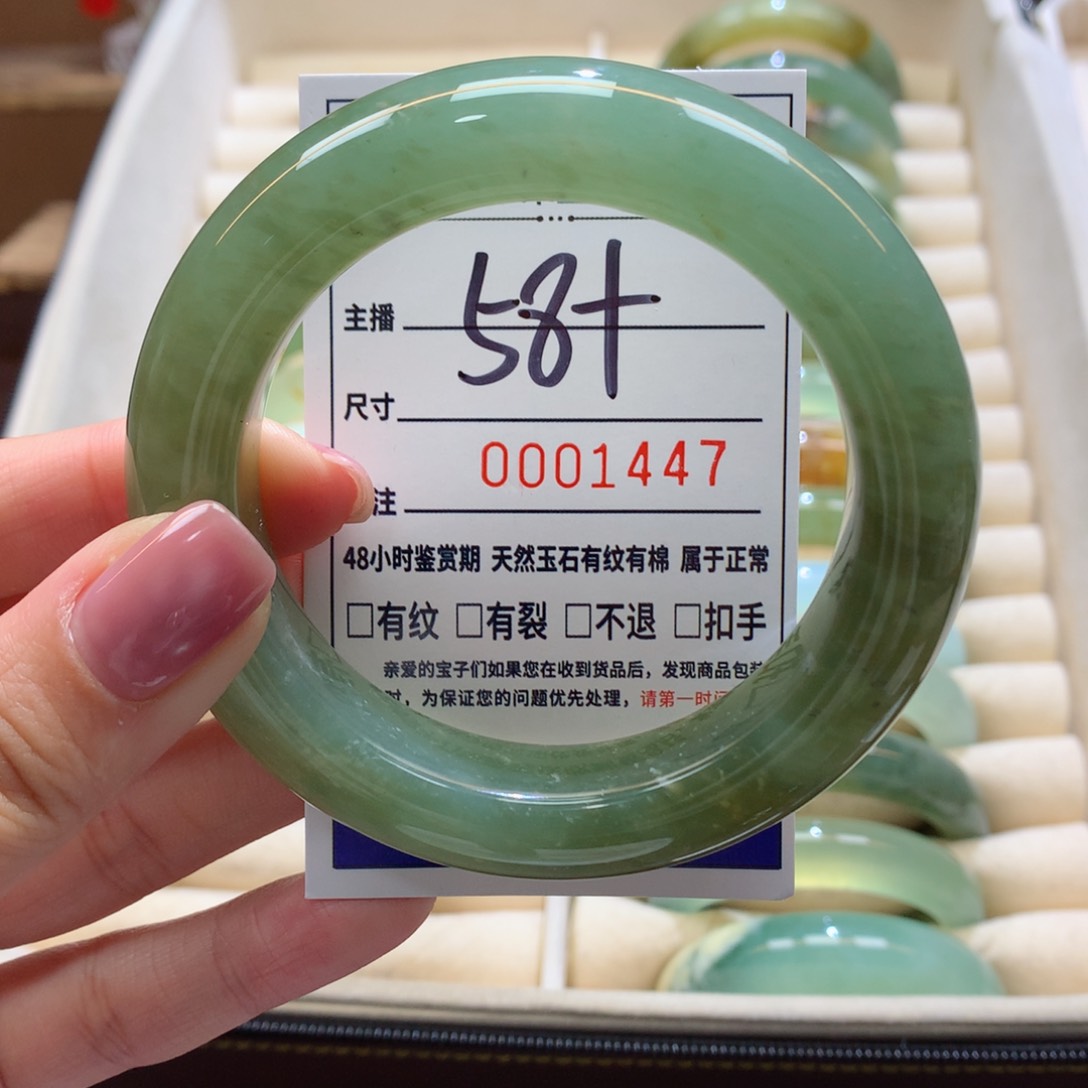 58+
主播
尺寸
0001447
注
48小时鉴赏期 天然玉石有纹有棉 属于正常
□有纹 □有裂 □不退 □扣手
亲爱的宝子们如果您在收到货品后，发现商品包装
时，为保证您的问题优先处理，请第一时间